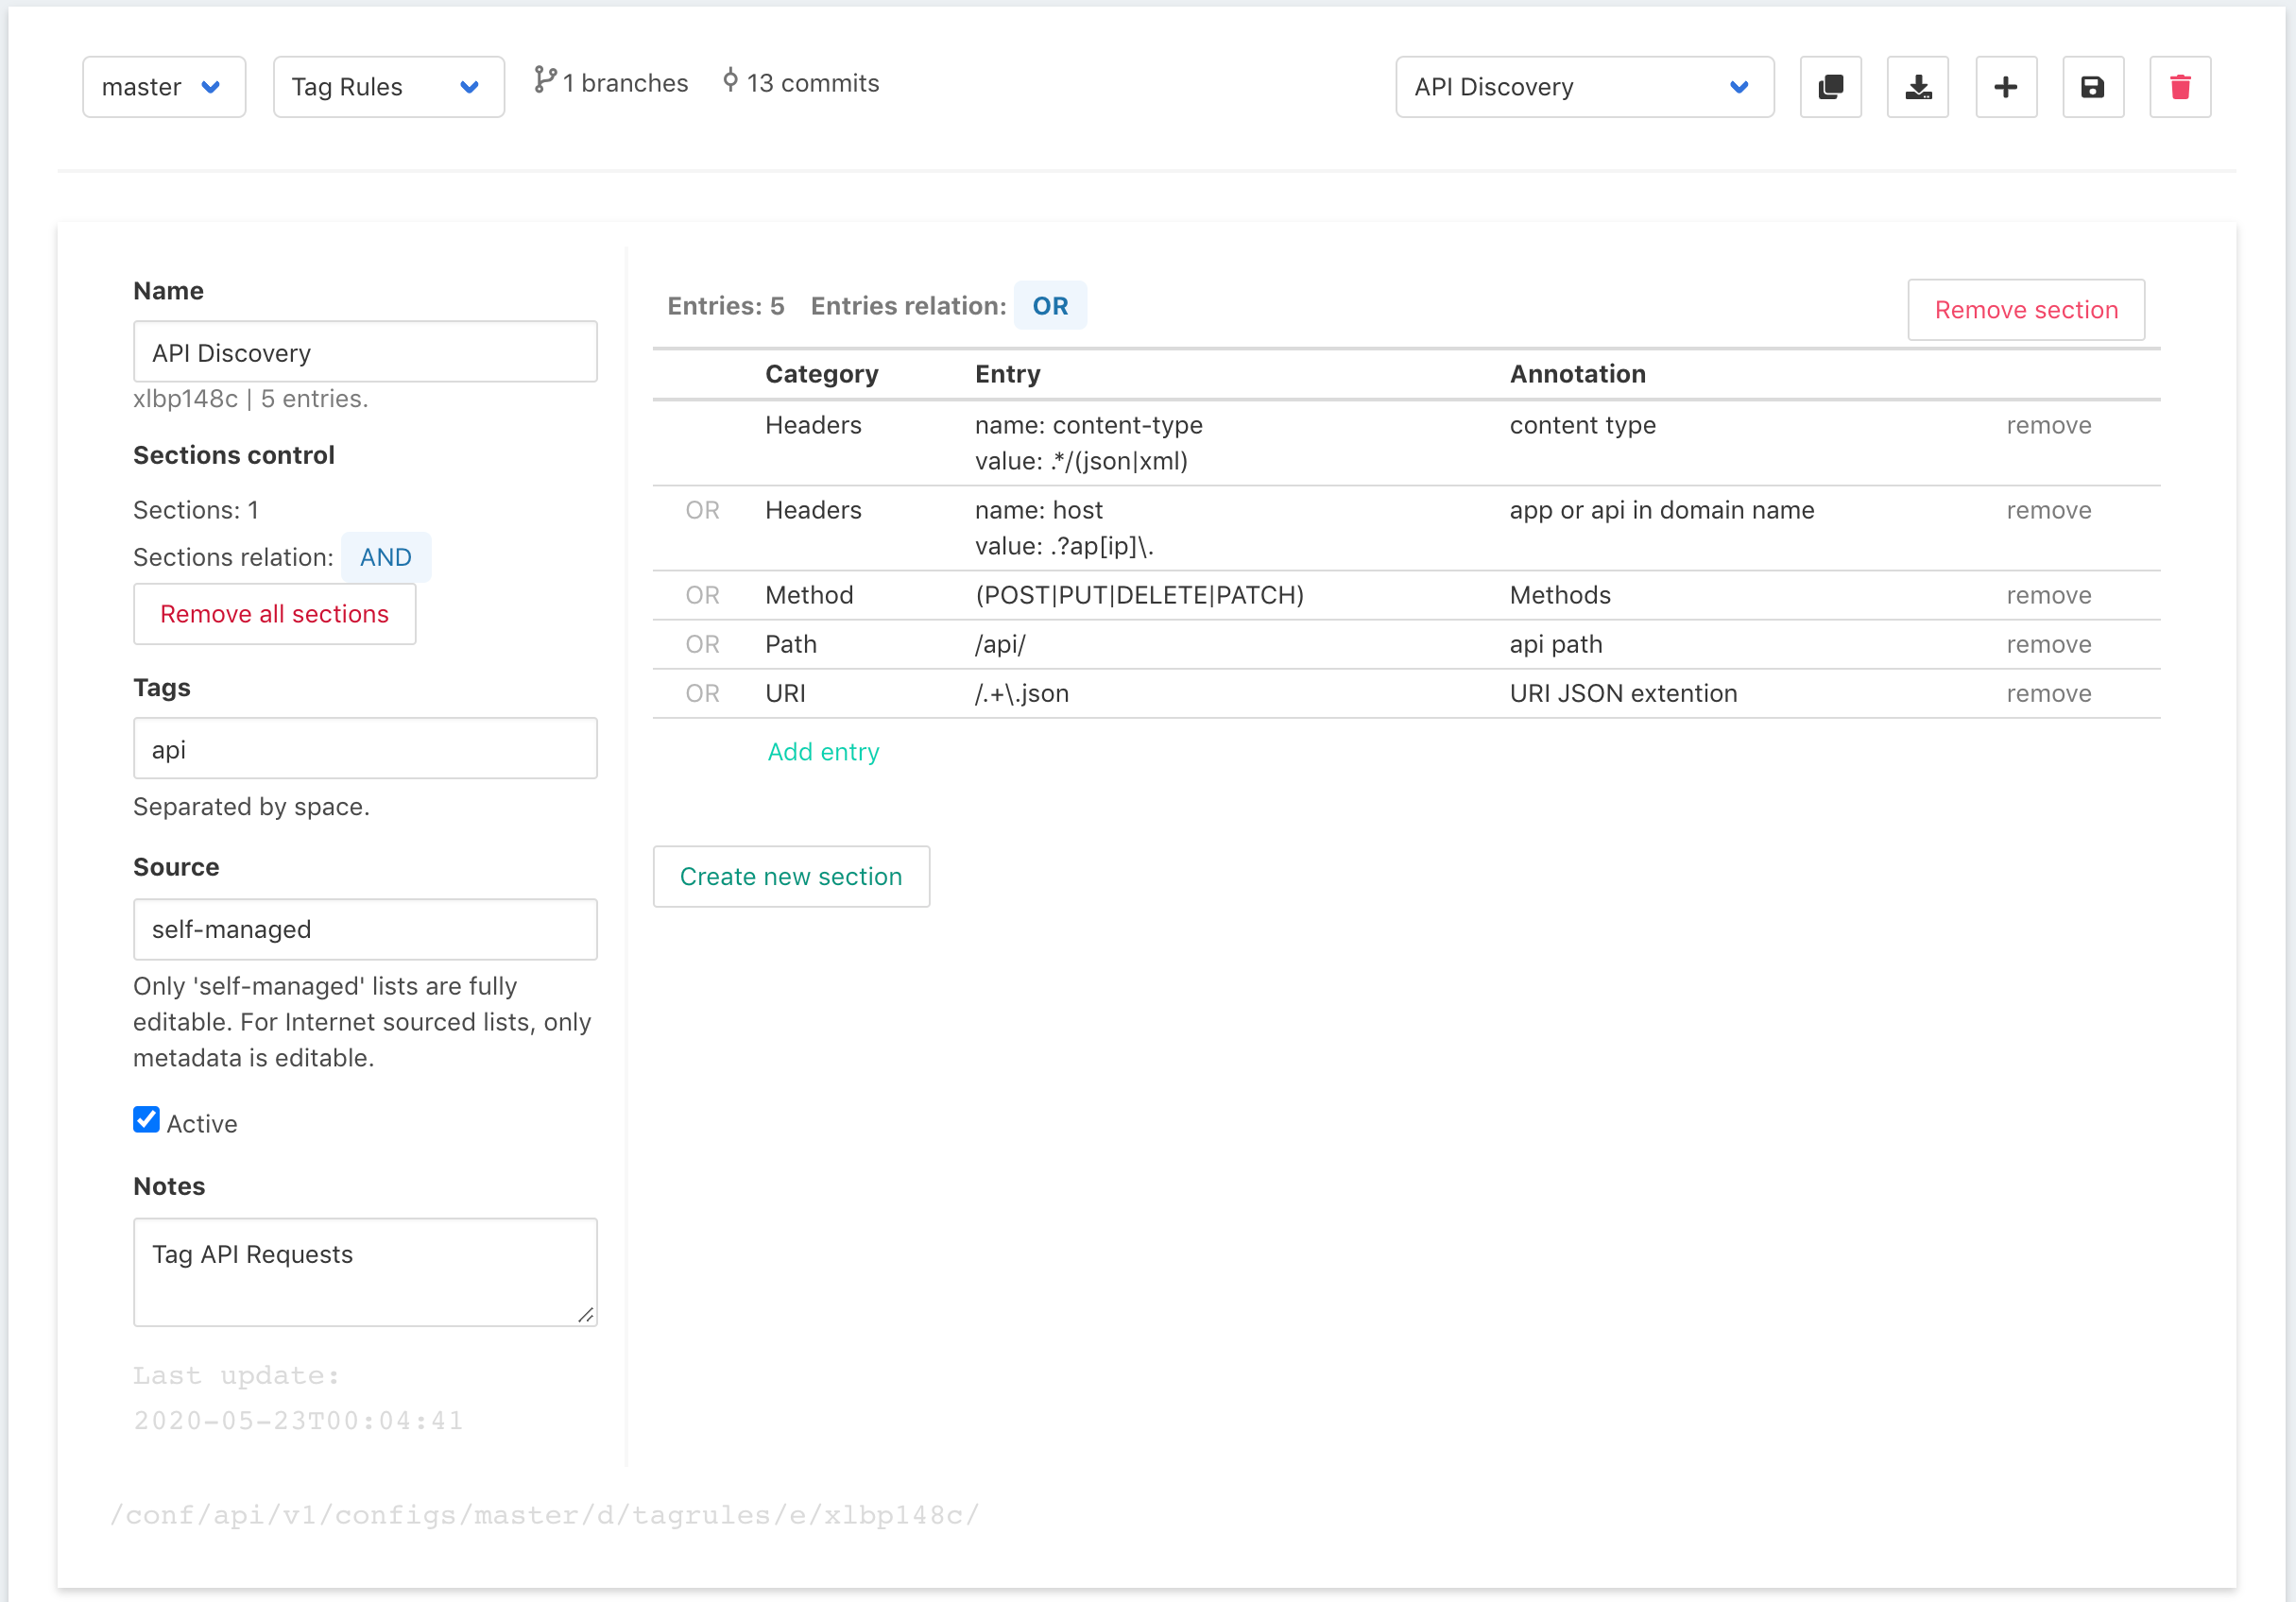 master
Tag Rules
1 branches
13 commits
API Discovery
Name
API Discovery
xlbp148c | 5 entries.
Sections control
Sections: 1
Sections relation: AND
Remove all sections
Tags
api
Separated by space.
Source
self-managed
Only 'self-managed' lists are fully
editable. For Internet sourced lists, only
metadata is editable.
Active
Notes
Tag API Requests
Last update:
2020-05-23T00:04:41
Entries: 5 Entries relation: OR
Remove section
Category Entry Annotation
Headers name: content-type content type remove
value: .*/(json|xml)
OR Headers name: host app or api in domain name remove
value: .?ap[ip]\.
OR Method (POST|PUT|DELETE|PATCH) Methods remove
OR Path /api/ api path remove
OR URI /.+\.json URI JSON extention remove
Add entry
Create new section
/conf/api/v1/configs/master/d/tagrules/e/xlbp148c/